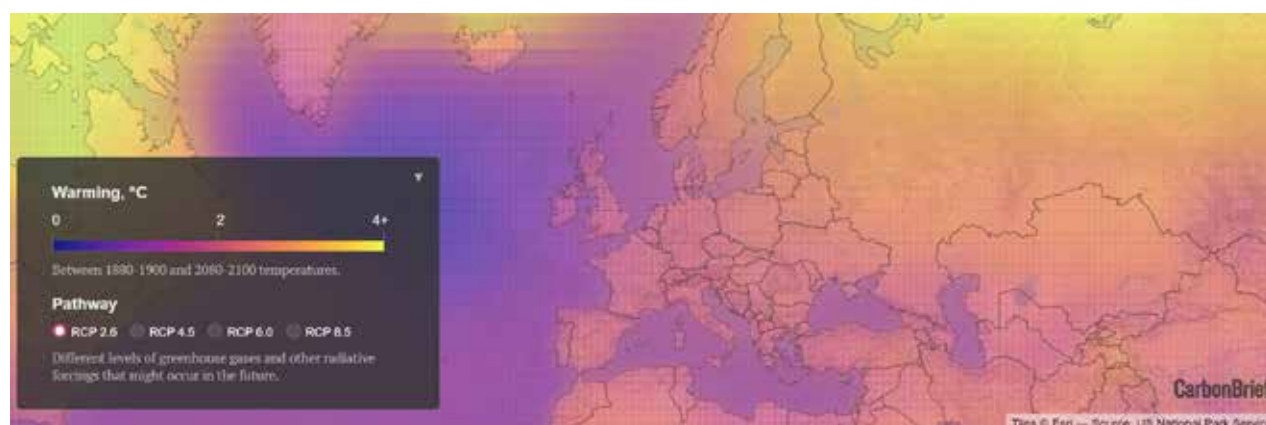 Warming, °C
0 2 4+
Between 1880-1900 and 2080-2100 temperatures.
Pathway
RCP 2.6 RCP 4.5 RCP 6.0 RCP 8.5
Different levels of greenhouse gases and other radiative
forcings that might occur in the future.
CarbonBrief
Tiles © Esri — Source: US National Park Service